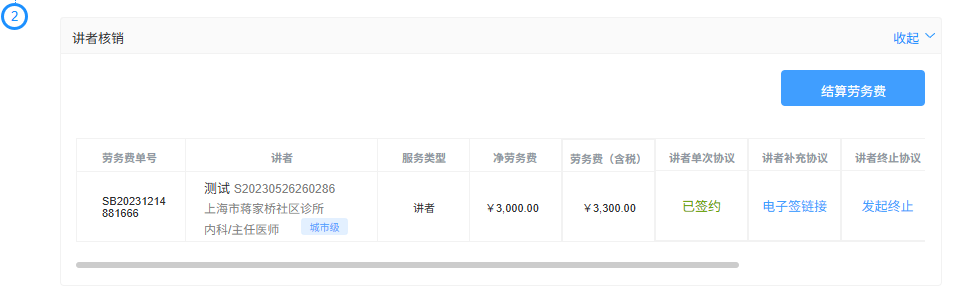 2
讲者核销
收起
结算劳务费
劳务费单号 讲者 服务类型 净劳务费 劳务费（含税） 讲者单次协议 讲者补充协议 讲者终止协议
测试 S20230526260286
SB20231214
881666
上海市蒋家桥社区诊所
讲者 ￥3,000.00 ￥3,300.00 已签约 电子签链接 发起终止
内科/主任医师 城市级